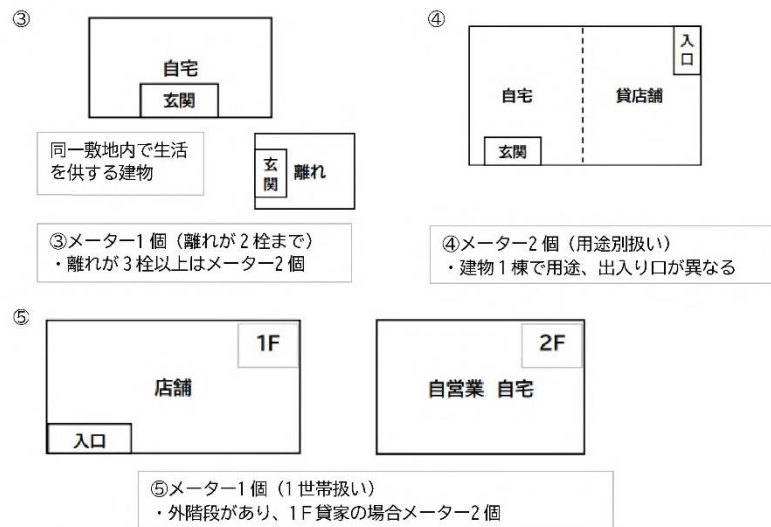 ③
自宅
玄関
同一敷地内で生活
を供する建物
玄関
離れ
③メーター1個（離れが2栓まで）
・離れが3栓以上はメーター2個
④
入口
自宅
貸店舗
玄関
④メーター2個（用途別扱い）
・建物1棟で用途、出入り口が異なる
⑤
1F
店舗
入口
2F
自営業 自宅
⑤メーター1個（1世帯扱い）
・外階段があり、1F貸家の場合メーター2個